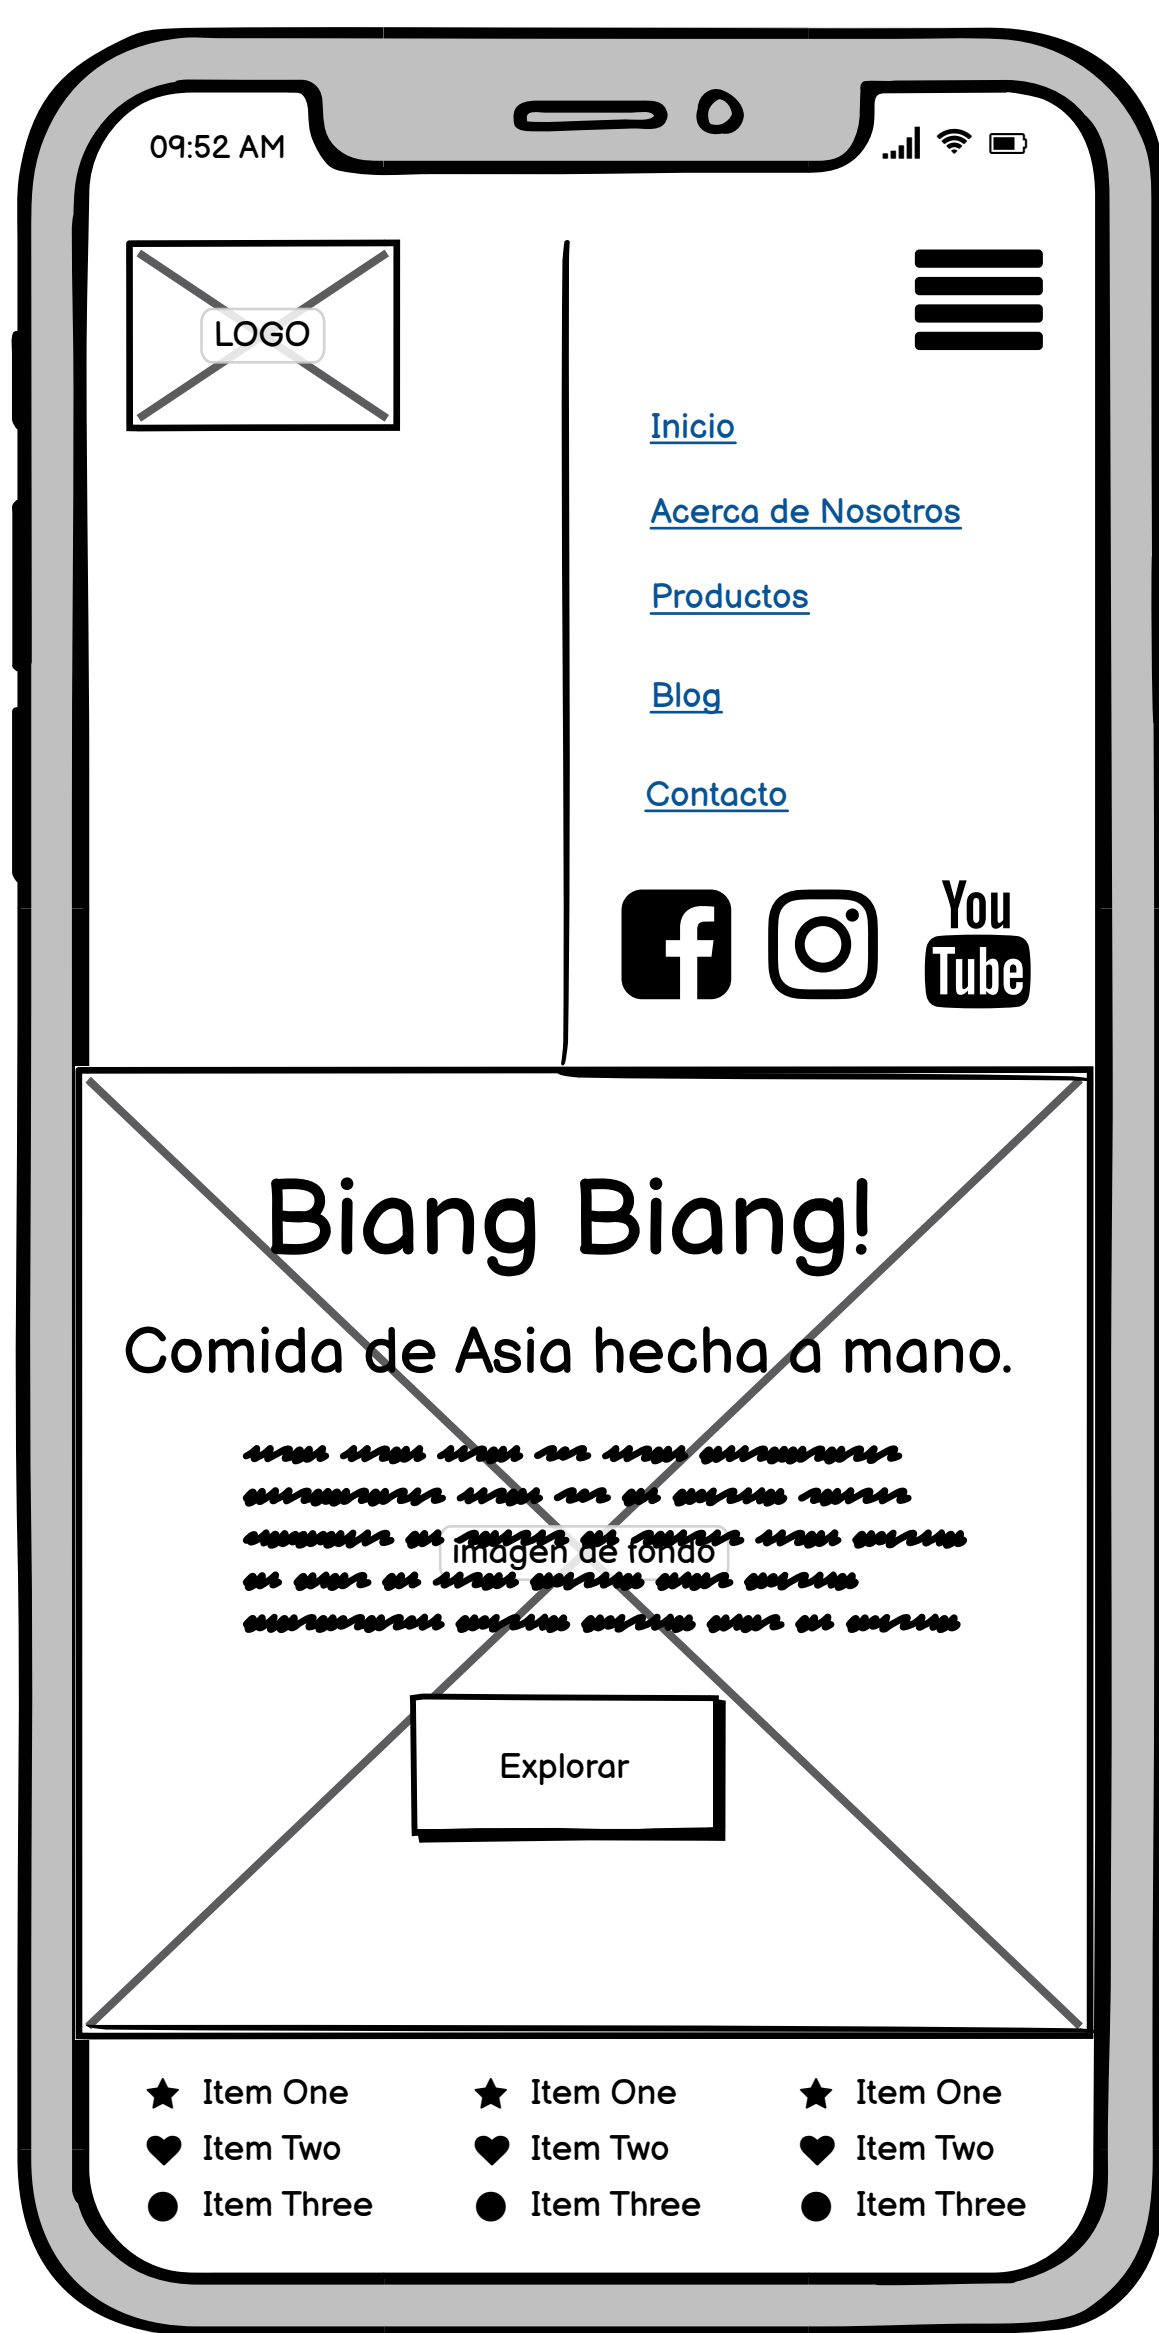 09:52 AM
LOGO
Inicio
Acerca de Nosotros
Productos
Blog
Contacto
You
Tube
Biang Biang!
Comida de Asia hecha a mano.
imagen de fondo
Explorar
Item One Item One Item One
Item Two Item Two Item Two
Item Three Item Three Item Three